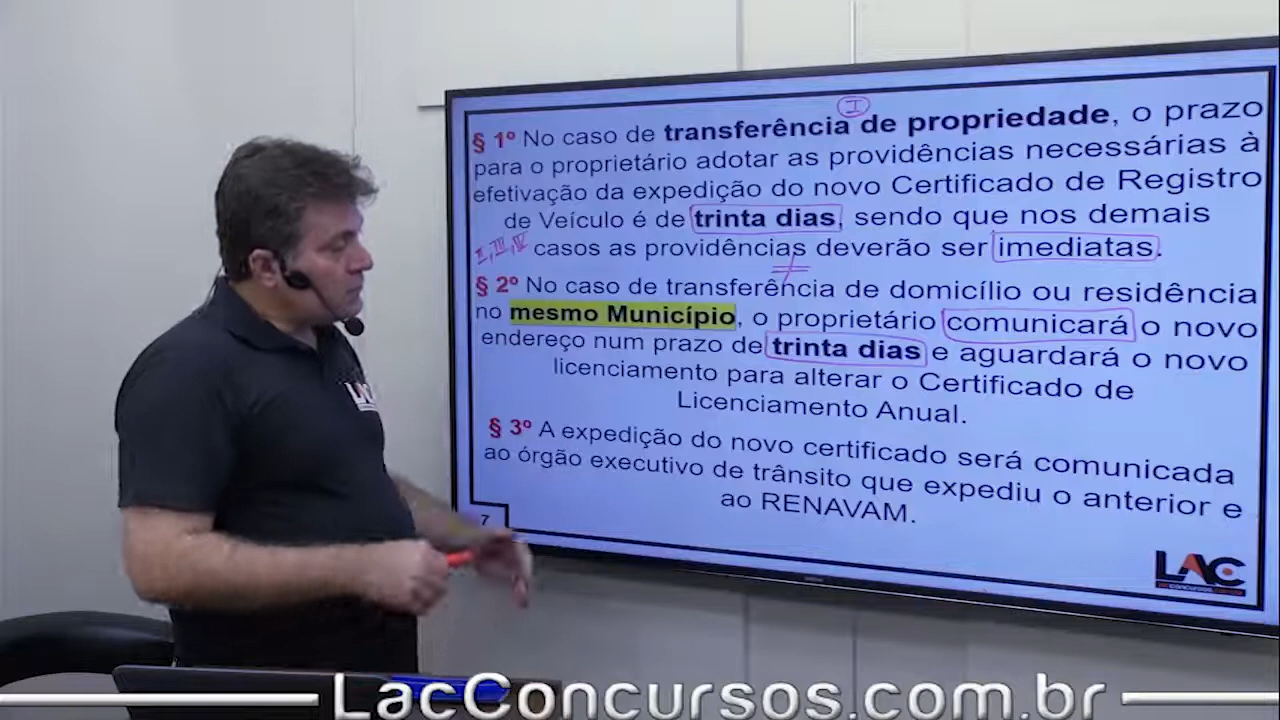 I
§ 1º No caso de transferência de propriedade, o prazo
para o proprietário adotar as providências necessárias à
efetivação da expedição do novo Certificado de Registro
de Veículo é de trinta dias, sendo que nos demais
casos as providências deverão ser imediatas.
§ 2º No caso de transferência de domicílio ou residência
no mesmo Município, o proprietário comunicará o novo
endereço num prazo de trinta dias e aguardará o novo
licenciamento para alterar o Certificado de
Licenciamento Anual.
§ 3º A expedição do novo certificado será comunicada
ao órgão executivo de trânsito que expediu o anterior e
ao RENAVAM.
7
LAC
LacConcursos.com.br